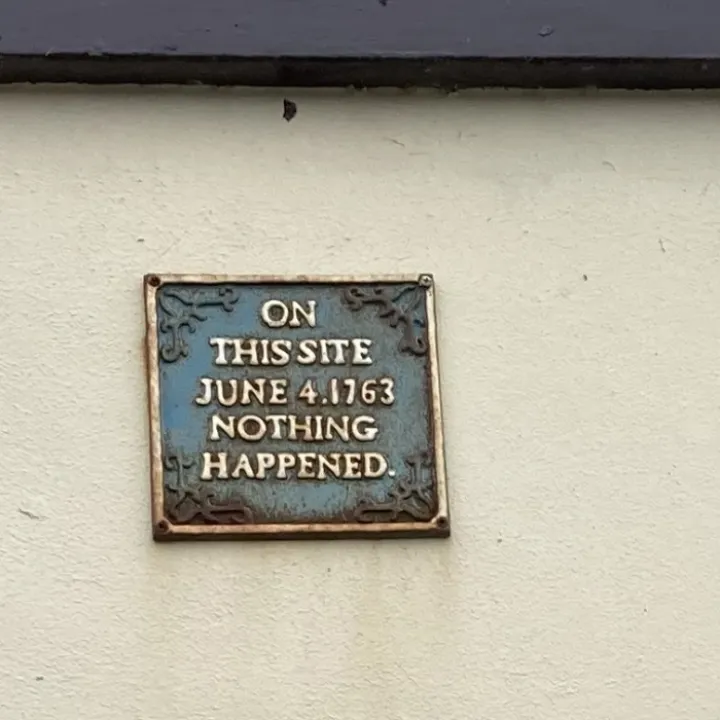 ON
THIS SITE
JUNE 4.1763
NOTHING
HAPPENED.